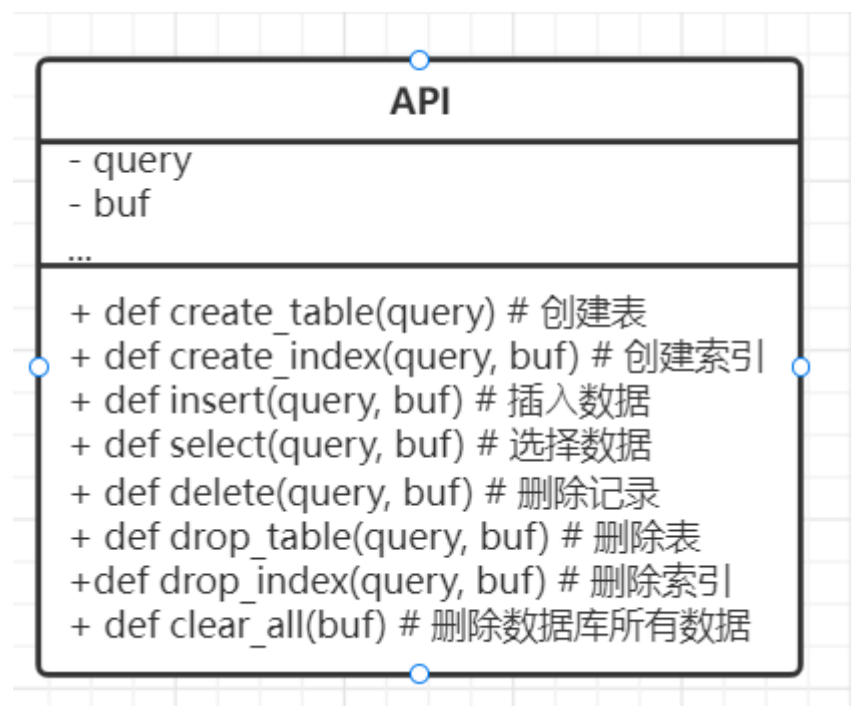 API
- query
- buf
...
+ def create_table(query) # 创建表
+ def create_index(query, buf) # 创建索引
+ def insert(query, buf) # 插入数据
+ def select(query, buf) # 选择数据
+ def delete(query, buf) # 删除记录
+ def drop_table(query, buf) # 删除表
+def drop_index(query, buf) # 删除索引
+ def clear_all(buf) # 删除数据库所有数据